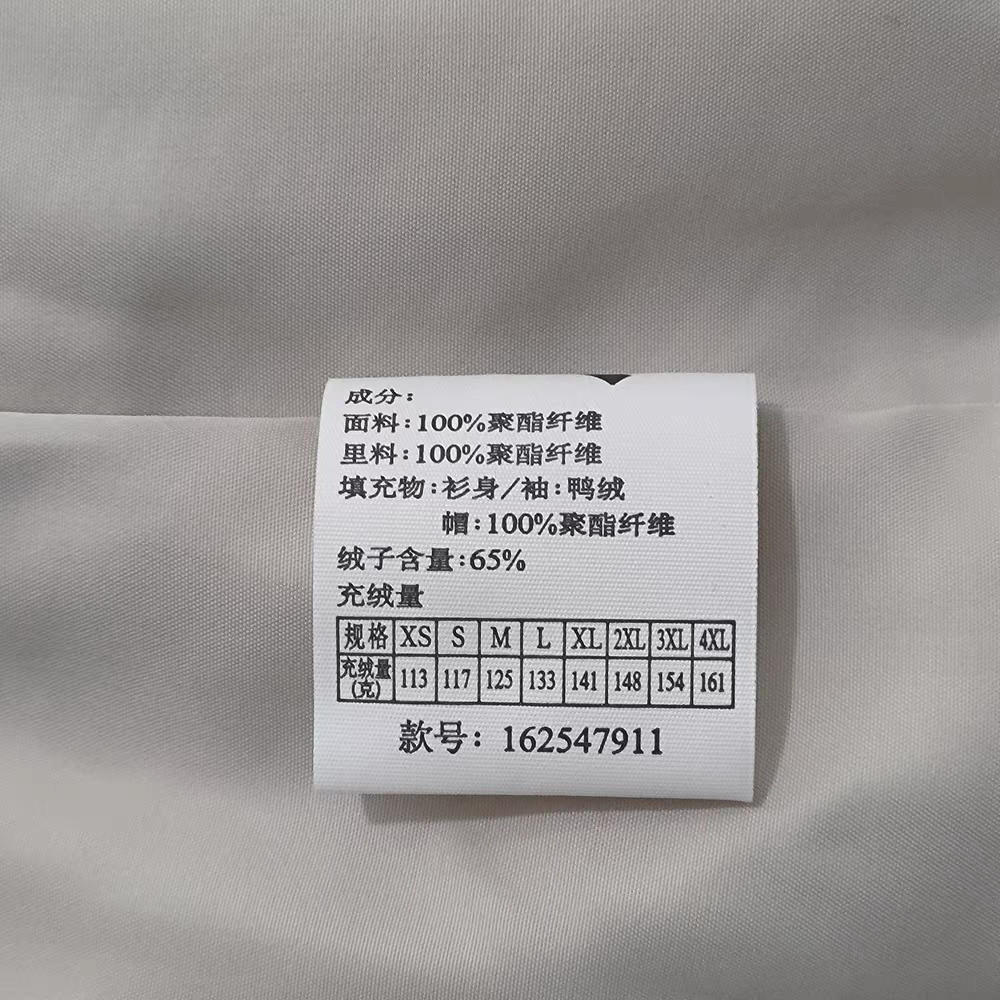 成分:
面料:100%聚酯纤维
里料:100%聚酯纤维
填充物:衫身/袖:鸭绒
帽:100%聚酯纤维
绒子含量:65%
充绒量
规格 XS S M L XL 2XL 3XL 4XL
充绒量(克) 113 117 125 133 141 148 154 161
款号: 162547911